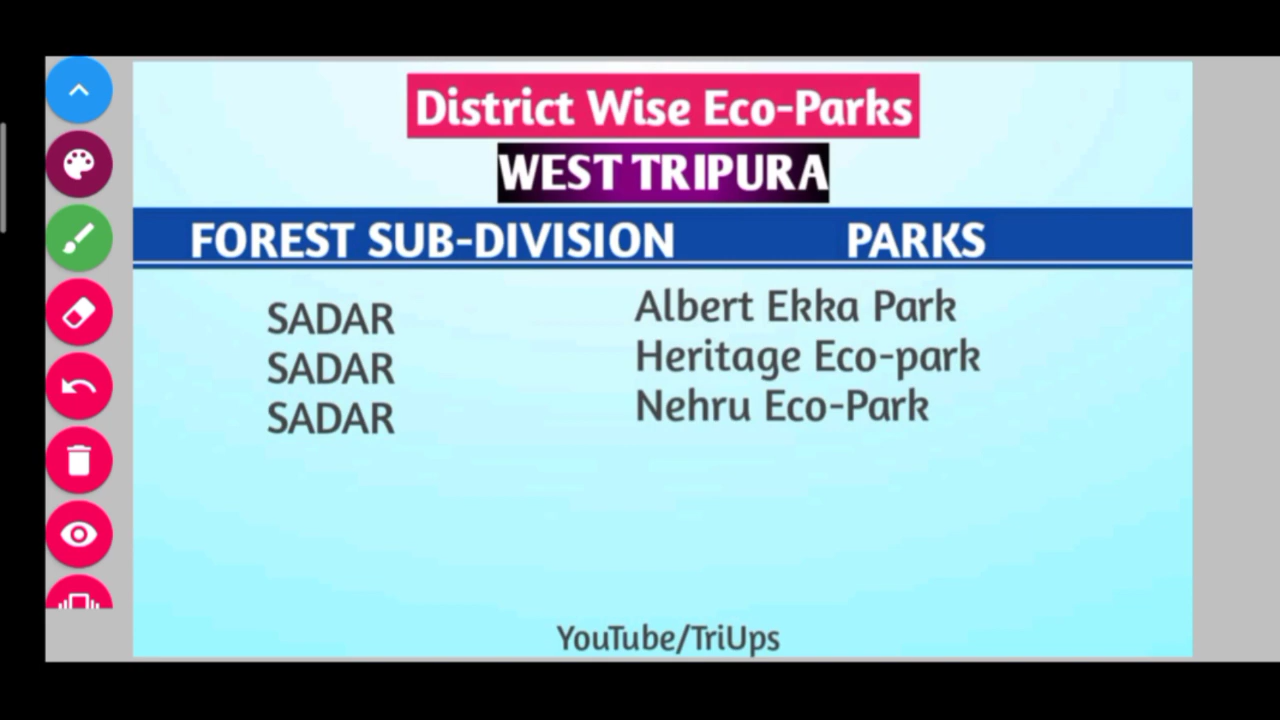 District Wise Eco-Parks
WEST TRIPURA
FOREST SUB-DIVISION PARKS
SADAR Albert Ekka Park
SADAR Heritage Eco-park
SADAR Nehru Eco-Park
YouTube/TriUps